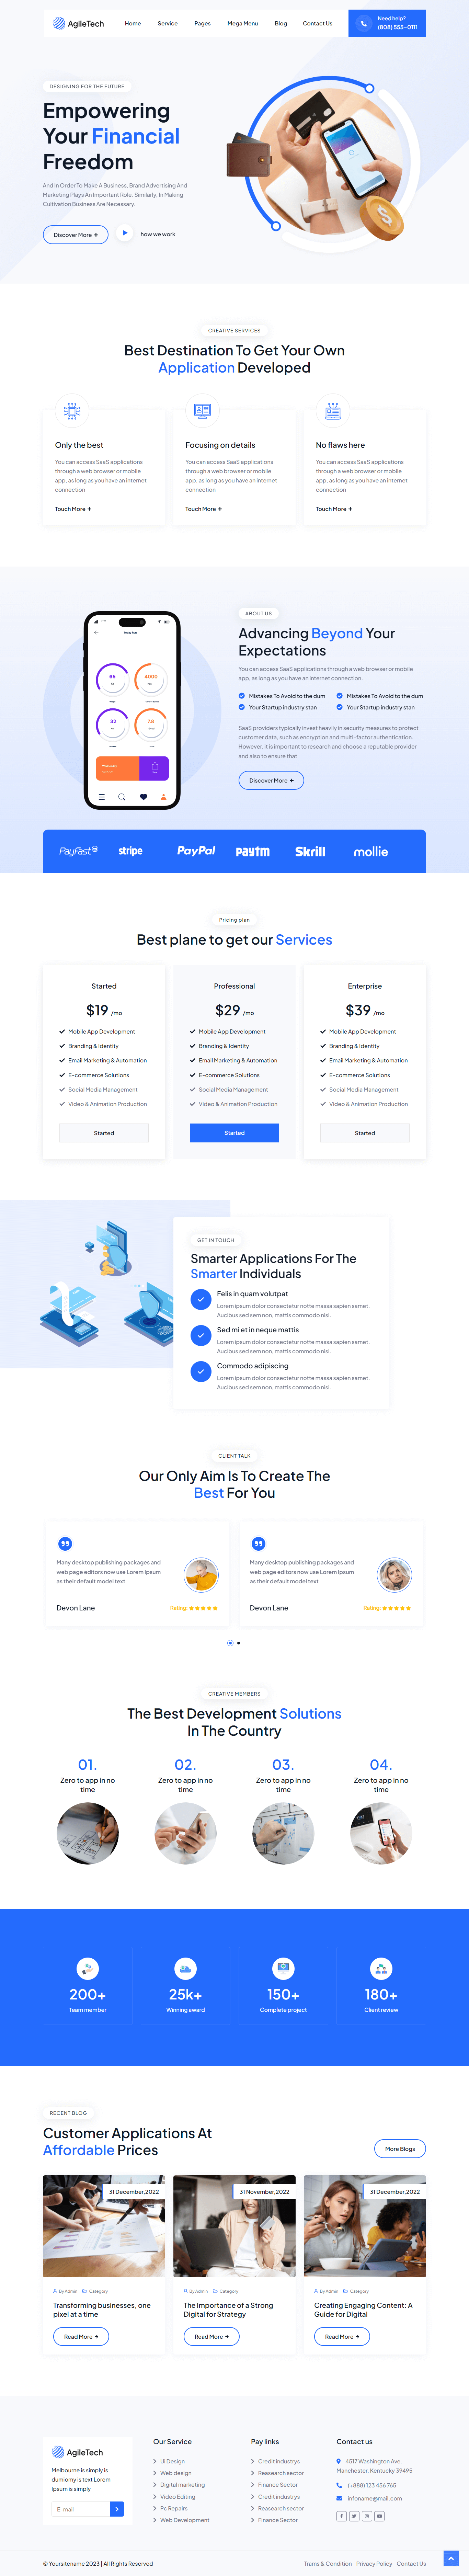 AgileTech
Home
Service
Pages
Mega Menu
Blog
Contact Us
Need help?
(808) 555-0111
DESIGNING FOR THE FUTURE
Empowering
Your Financial
Freedom
And In Order To Make A Business, Brand Advertising And
Marketing Plays An Important Role. Similarly, In Making
Cultivation Business Are Necessary.
Discover More +
how we work
CREATIVE SERVICES
Best Destination To Get Your Own
Application Developed
Only the best
You can access SaaS applications
through a web browser or mobile
app, as long as you have an internet
connection
Touch More +
Focusing on details
You can access SaaS applications
through a web browser or mobile
app, as long as you have an internet
connection
Touch More +
No flaws here
You can access SaaS applications
through a web browser or mobile
app, as long as you have an internet
connection
Touch More +
65
4000
32
7.8
ABOUT US
Advancing Beyond Your
Expectations
You can access SaaS applications through a web browser or mobile
app, as long as you have an internet connection.
Mistakes To Avoid to the dum
Mistakes To Avoid to the dum
Your Startup industry stan
Your Startup industry stan
SaaS providers typically invest heavily in security measures to protect
customer data, such as encryption and multi-factor authentication.
However, it is important to research and choose a reputable provider
and also to ensure that
Discover More +
PayFast
stripe
PayPal
paytm
Skrill
mollie
Pricing plan
Best plane to get our Services
Started
$19 /mo
Mobile App Development
Branding & Identity
Email Marketing & Automation
E-commerce Solutions
Social Media Management
Video & Animation Production
Started
Professional
$29 /mo
Mobile App Development
Branding & Identity
Email Marketing & Automation
E-commerce Solutions
Social Media Management
Video & Animation Production
Started
Enterprise
$39 /mo
Mobile App Development
Branding & Identity
Email Marketing & Automation
E-commerce Solutions
Social Media Management
Video & Animation Production
Started
GET IN TOUCH
Smarter Applications For The
Smarter Individuals
Felis in quam volutpat
Lorem ipsum dolor consectetur notte massa sapien samet.
Aucibus sed sem non, mattis commodo nisi.
Sed mi et in neque mattis
Lorem ipsum dolor consectetur notte massa sapien samet.
Aucibus sed sem non, mattis commodo nisi.
Commodo adipiscing
Lorem ipsum dolor consectetur notte massa sapien samet.
Aucibus sed sem non, mattis commodo nisi.
CLIENT TALK
Our Only Aim Is To Create The
Best For You
Many desktop publishing packages and
web page editors now use Lorem Ipsum
as their default model text
Devon Lane
Rating:
Many desktop publishing packages and
web page editors now use Lorem Ipsum
as their default model text
Devon Lane
Rating:
CREATIVE MEMBERS
The Best Development Solutions
In The Country
01.
Zero to app in no
time
02.
Zero to app in no
time
03.
Zero to app in no
time
04.
Zero to app in no
time
200+
Team member
25k+
Winning award
150+
Complete project
180+
Client review
RECENT BLOG
Customer Applications At
Affordable Prices
More Blogs
31 December,2022
By Admin
Category
Transforming businesses, one
pixel at a time
Read More
31 November,2022
By Admin
Category
The Importance of a Strong
Digital for Strategy
Read More
31 December,2022
By Admin
Category
Creating Engaging Content: A
Guide for Digital
Read More
AgileTech
Melbourne is simply is
dumiomy is text Lorem
Ipsum is simply
E-mail
Our Service
Ui Design
Web design
Digital marketing
Video Editing
Pc Repairs
Web Development
Pay links
Credit industrys
Reasearch sector
Finance Sector
Credit industrys
Reasearch sector
Finance Sector
Contact us
4517 Washington Ave.
Manchester, Kentucky 39495
(+888) 123 456 765
infoname@mail.com
© Yoursitename 2023 | All Rights Reserved
Trams & Condition
Privacy Policy
Contact Us